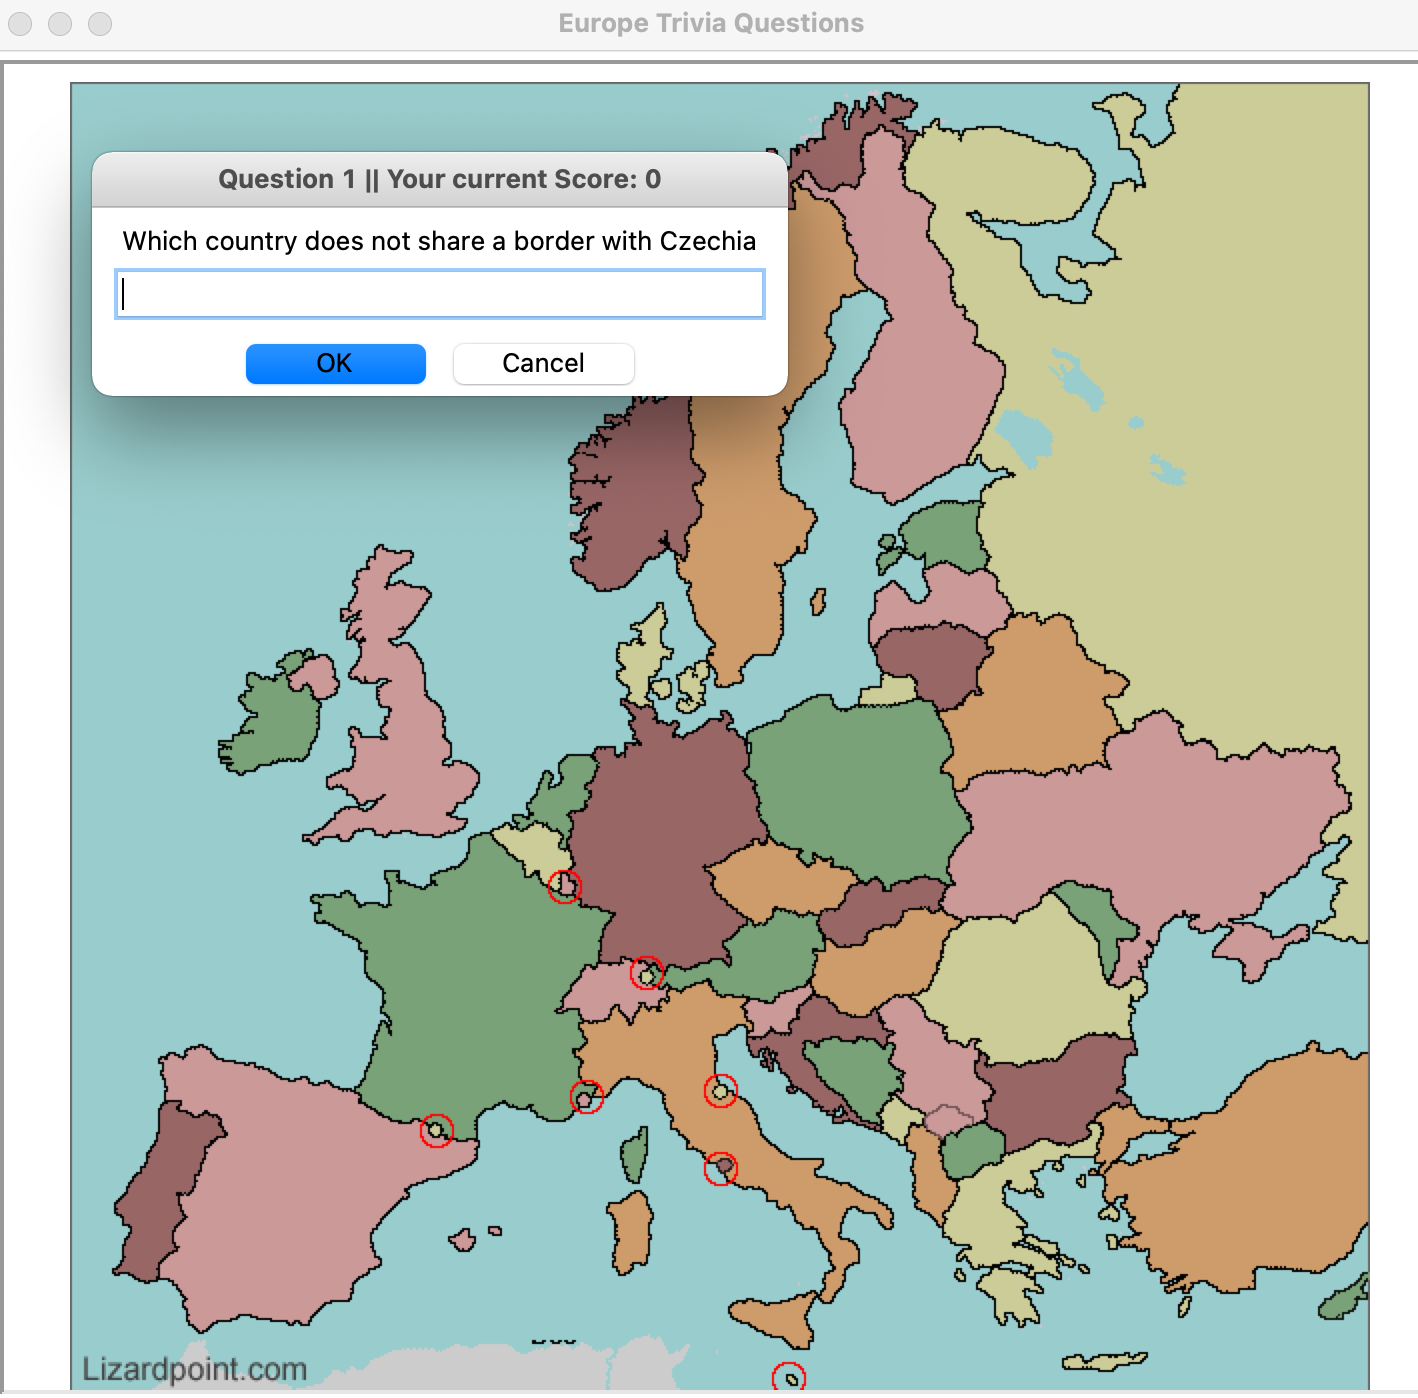 Europe Trivia Questions
Question 1 || Your current Score: 0
Which country does not share a border with Czechia
OK
Cancel
Lizardpoint.com